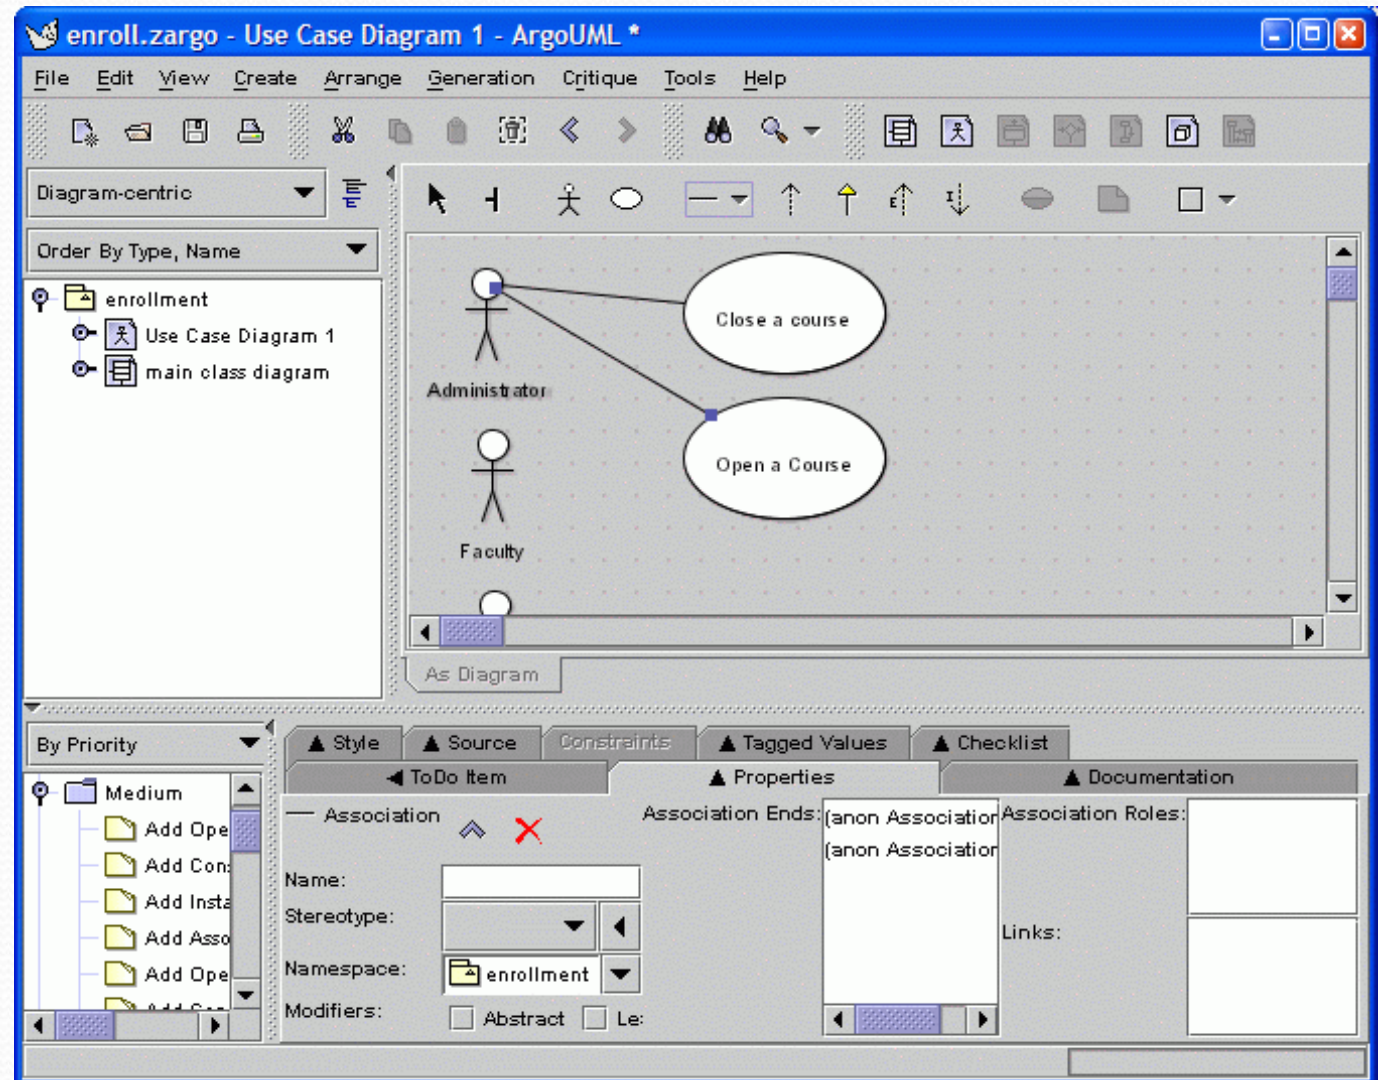 enroll.zargo - Use Case Diagram 1 - ArgoUML *
File Edit View Create Arrange Generation Critique Tools Help
Diagram-centric
Order By Type, Name
enrollment
Use Case Diagram 1
main class diagram
Close a course
Administrator
Open a Course
Faculty
As Diagram
By Priority
Medium
Add Ope
Add Con
Add Insta
Add Asso
Add Ope
Style Source Constraints Tagged Values Checklist
ToDo Item Properties Documentation
Association
Name:
Stereotype:
Namespace: enrollment
Modifiers: Abstract Le
Association Ends:
(anon Association
(anon Association
Association Roles:
Links: